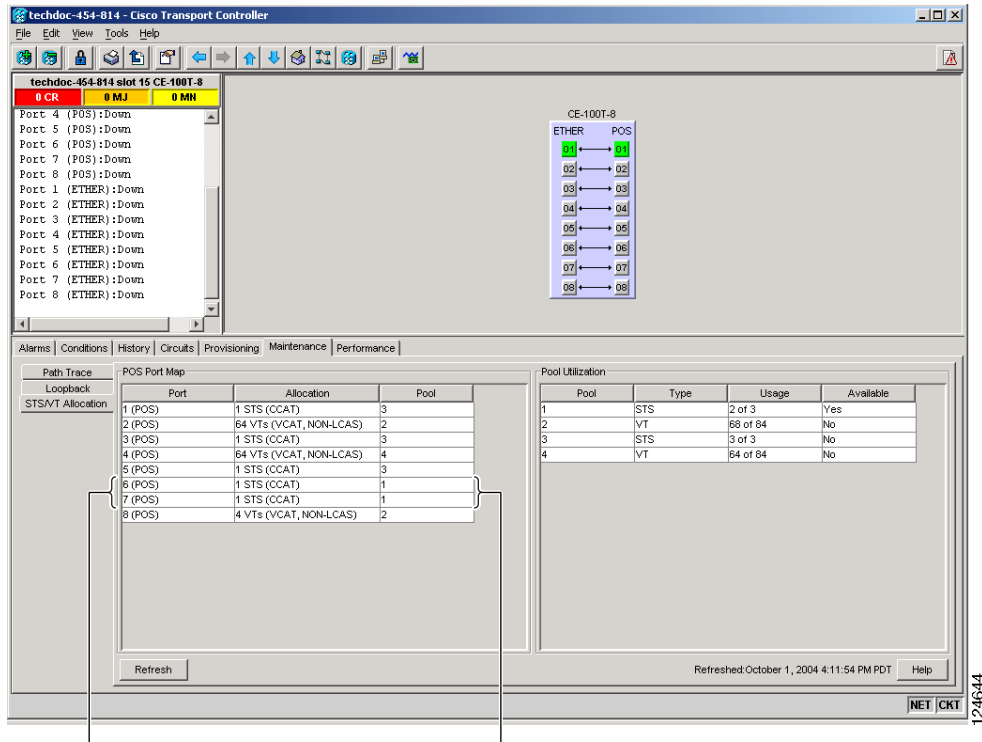 techdoc-454-814 - Cisco Transport Controller
File Edit View Tools Help
techdoc-454-814 slot 15 CE-100T-8
0 CR 0 MJ 0 MN
Port 4 (POS):Down
Port 5 (POS):Down
Port 6 (POS):Down
Port 7 (POS):Down
Port 8 (POS):Down
Port 1 (ETHER):Down
Port 2 (ETHER):Down
Port 3 (ETHER):Down
Port 4 (ETHER):Down
Port 5 (ETHER):Down
Port 6 (ETHER):Down
Port 7 (ETHER):Down
Port 8 (ETHER):Down
CE-100T-8
ETHER POS
01 01
02 02
03 03
04 04
05 05
06 06
07 07
08 08
Alarms Conditions History Circuits Provisioning Maintenance Performance
Path Trace
Loopback
STS/VT Allocation
POS Port Map
Port Allocation Pool
1 (POS) 1 STS (CCAT) 3
2 (POS) 64 VTs (VCAT, NON-LCAS) 2
3 (POS) 1 STS (CCAT) 3
4 (POS) 64 VTs (VCAT, NON-LCAS) 4
5 (POS) 1 STS (CCAT) 3
6 (POS) 1 STS (CCAT) 1
7 (POS) 1 STS (CCAT) 1
8 (POS) 4 VTs (VCAT, NON-LCAS) 2
Pool Utilization
Pool Type Usage Available
1 STS 2 of 3 Yes
2 VT 68 of 84 No
3 STS 3 of 3 No
4 VT 64 of 84 No
Refresh
Refreshed:October 1, 2004 4:11:54 PM PDT
Help
NET CKT
124644